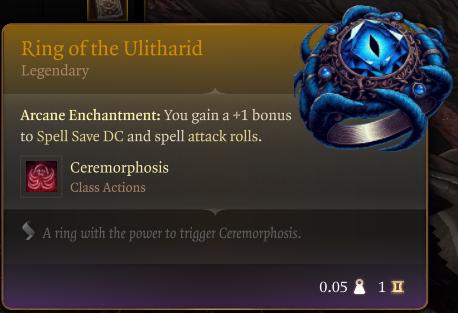 Ring of the Ulitharid
Legendary
Arcane Enchantment: You gain a +1 bonus
to Spell Save DC and spell attack rolls.
Ceremorphosis
Class Actions
A ring with the power to trigger Ceremorphosis.
0.05 1